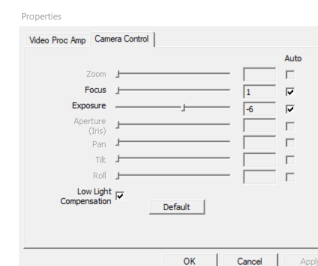 Properties
Video Proc Amp Camera Control
Auto
Zoom
Focus 1
Exposure -6
Aperture
(Iris)
Pan
Tilt
Roll
Low Light
Compensation
Default
OK Cancel Apply